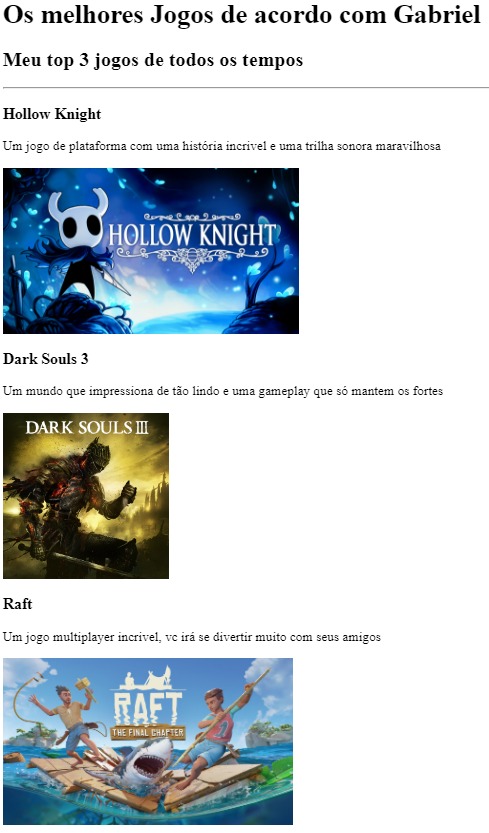 Os melhores Jogos de acordo com Gabriel
Meu top 3 jogos de todos os tempos
Hollow Knight
Um jogo de plataforma com uma história incrivel e uma trilha sonora maravilhosa
HOLLOW KNIGHT
Dark Souls 3
Um mundo que impressiona de tão lindo e uma gameplay que só mantem os fortes
DARK SOULS III
Raft
Um jogo multiplayer incrivel, vc irá se divertir muito com seus amigos
RAFT
THE FINAL CHAPTER